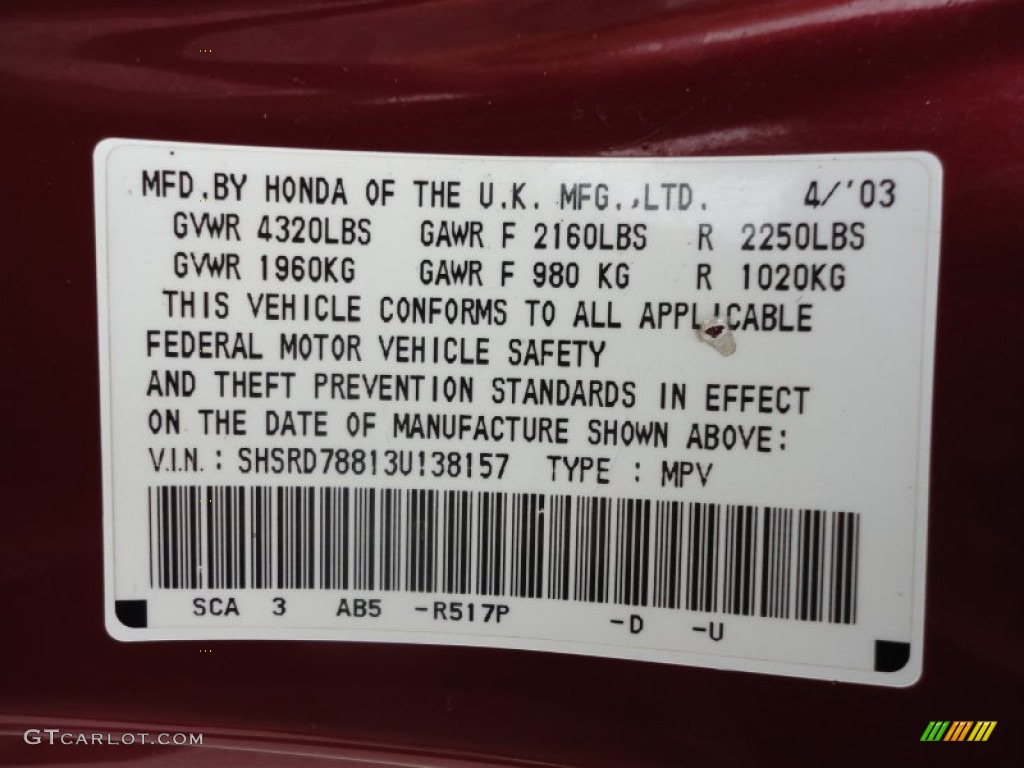 MFD.BY HONDA OF THE U.K. MFG.,LTD. 4/'03
GVWR 4320LBS GAWR F 2160LBS R 2250LBS
GVWR 1960KG GAWR F 980 KG R 1020KG
THIS VEHICLE CONFORMS TO ALL APPLICABLE
FEDERAL MOTOR VEHICLE SAFETY
AND THEFT PREVENTION STANDARDS IN EFFECT
ON THE DATE OF MANUFACTURE SHOWN ABOVE:
V.I.N.: SHSRD78813U138157 TYPE : MPV
SCA 3 AB5 -R517P -D -U
GTCARLOT.COM